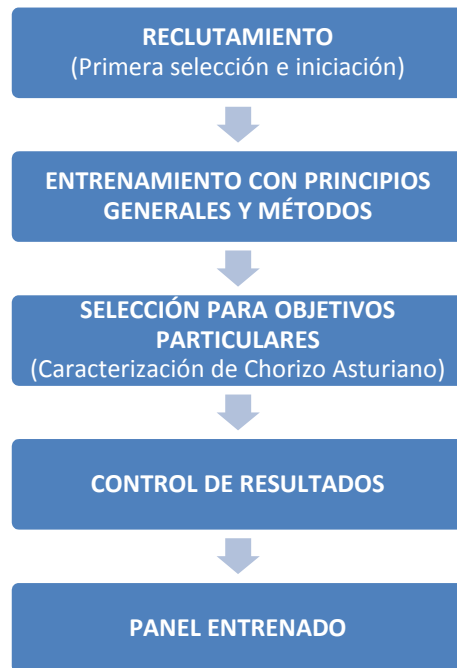 RECLUTAMIENTO
(Primera selección e iniciación)
ENTRENAMIENTO CON PRINCIPIOS
GENERALES Y MÉTODOS
SELECCIÓN PARA OBJETIVOS
PARTICULARES
(Caracterización de Chorizo Asturiano)
CONTROL DE RESULTADOS
PANEL ENTRENADO